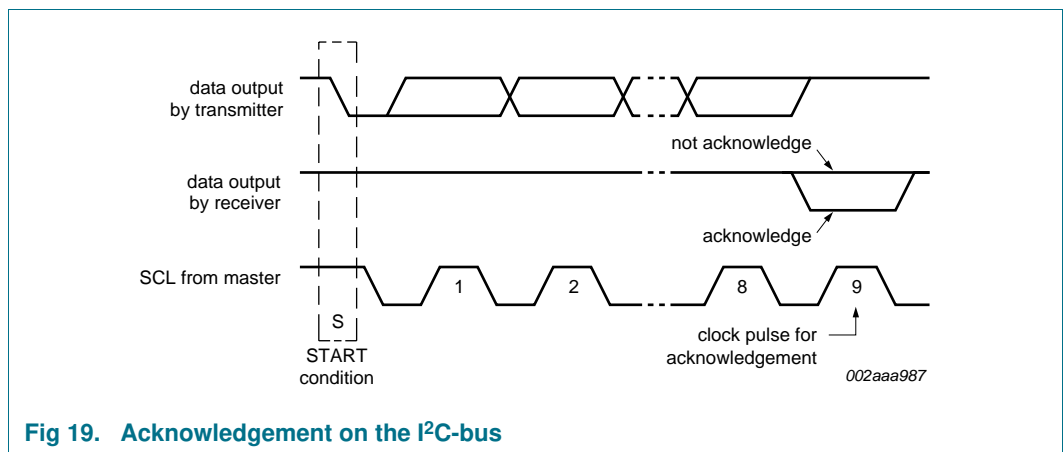 data output
by transmitter
not acknowledge
data output
by receiver
acknowledge
SCL from master
1
2
8
9
S
START
condition
clock pulse for
acknowledgement
002aaa987
Fig 19. Acknowledgement on the I²C-bus